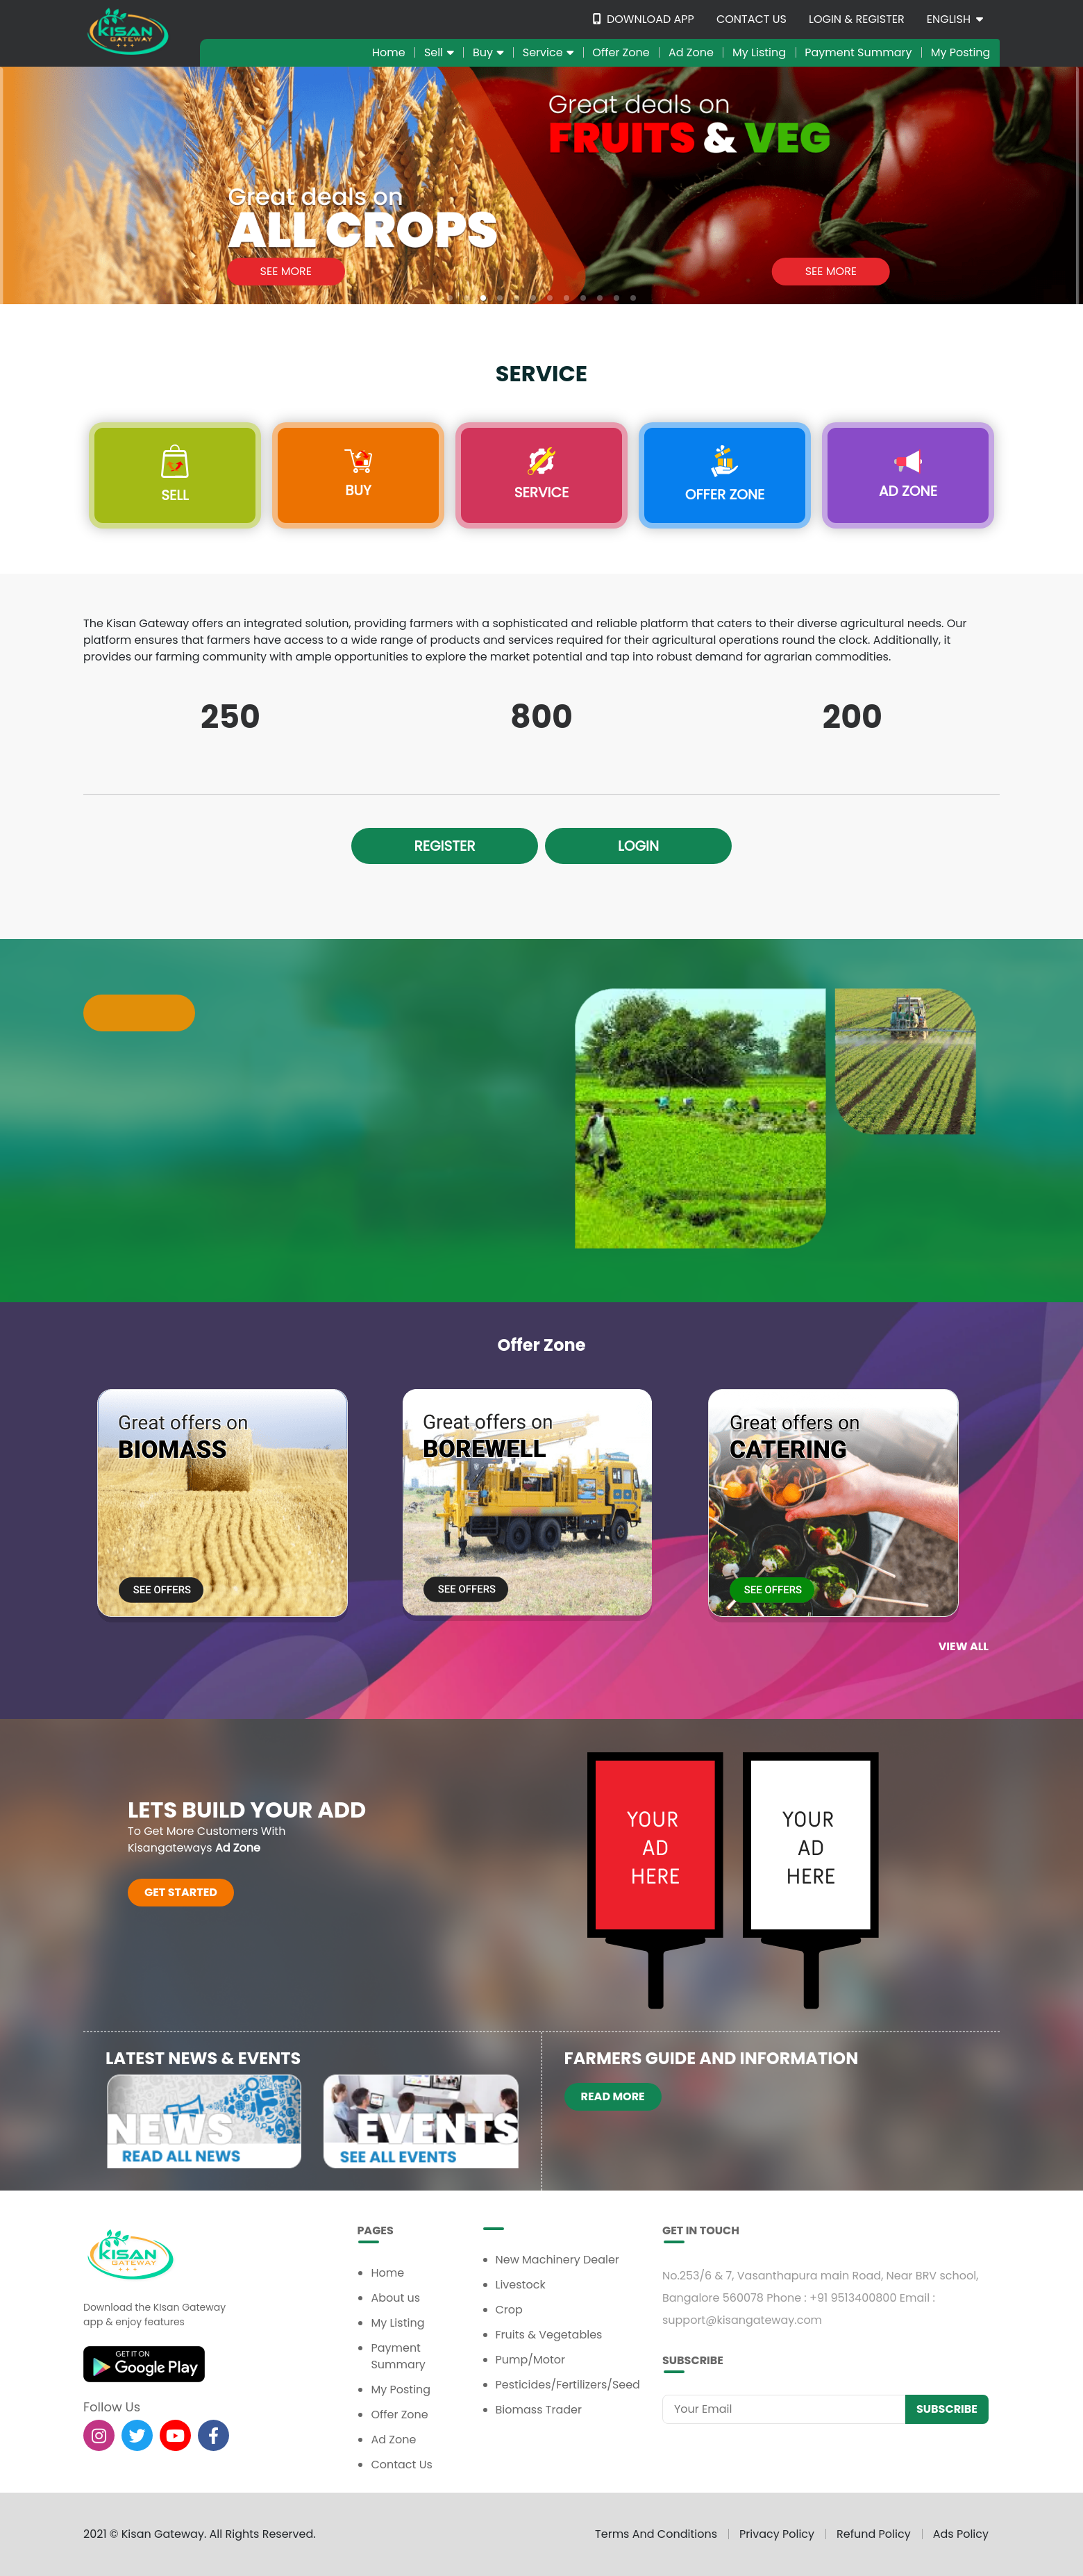 KISAN
GATEWAY
DOWNLOAD APP
CONTACT US
LOGIN & REGISTER
ENGLISH
Home
Sell
Buy
Service
Offer Zone
Ad Zone
My Listing
Payment Summary
My Posting
Great deals on
ALL CROPS
SEE MORE
Great deals on
FRUITS & VEG
SEE MORE
SERVICE
SELL
BUY
SERVICE
OFFER ZONE
AD ZONE
The Kisan Gateway offers an integrated solution, providing farmers with a sophisticated and reliable platform that caters to their diverse agricultural needs. Our
platform ensures that farmers have access to a wide range of products and services required for their agricultural operations round the clock. Additionally, it
provides our farming community with ample opportunities to explore the market potential and tap into robust demand for agrarian commodities.
250
800
200
REGISTER
LOGIN
Offer Zone
Great offers on
BIOMASS
SEE OFFERS
Great offers on
BOREWELL
SEE OFFERS
Great offers on
CATERING
SEE OFFERS
VIEW ALL
LETS BUILD YOUR ADD
To Get More Customers With
Kisangateways Ad Zone
GET STARTED
YOUR
AD
HERE
YOUR
AD
HERE
LATEST NEWS & EVENTS
NEWS
READ ALL NEWS
EVENTS
SEE ALL EVENTS
FARMERS GUIDE AND INFORMATION
READ MORE
KISAN
GATEWAY
Download the KIsan Gateway
app & enjoy features
GET IT ON
Google Play
Follow Us
PAGES
Home
About us
My Listing
Payment
Summary
My Posting
Offer Zone
Ad Zone
Contact Us
New Machinery Dealer
Livestock
Crop
Fruits & Vegetables
Pump/Motor
Pesticides/Fertilizers/Seed
Biomass Trader
GET IN TOUCH
No.253/6 & 7, Vasanthapura main Road, Near BRV school,
Bangalore 560078 Phone : +91 9513400800 Email :
support@kisangateway.com
SUBSCRIBE
Your Email
SUBSCRIBE
2021 © Kisan Gateway. All Rights Reserved.
Terms And Conditions
Privacy Policy
Refund Policy
Ads Policy